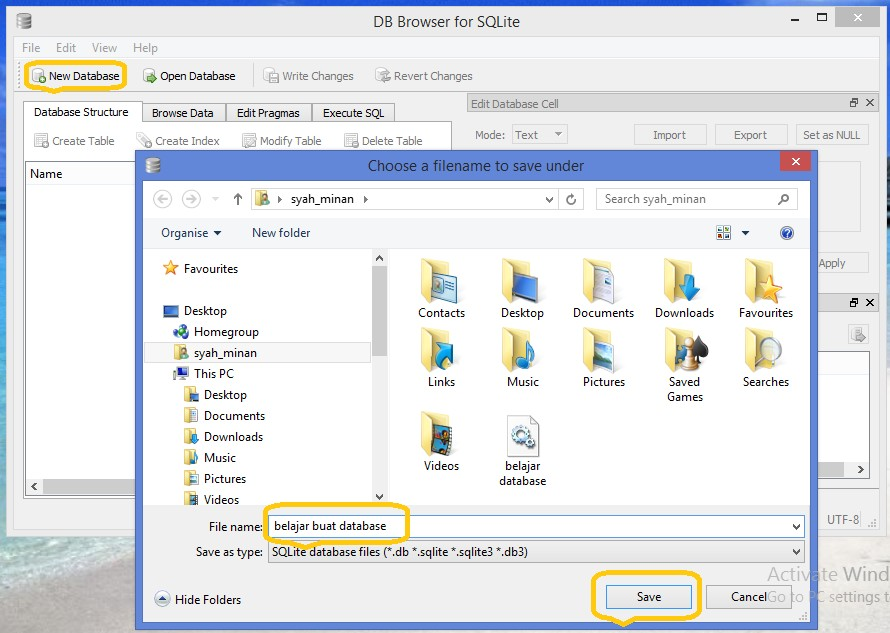 DB Browser for SQLite
File Edit View Help
New Database Open Database Write Changes Revert Changes
Database Structure Browse Data Edit Pragmas Execute SQL
Create Table Create Index Modify Table Delete Table
Name
Edit Database Cell
Mode: Text Import Export Set as NULL
Apply
Choose a filename to save under
syah_minan Search syah_minan
Organise New folder
Favourites
Desktop
Homegroup
syah_minan
This PC
Desktop
Documents
Downloads
Music
Pictures
Videos
Contacts Desktop Documents Downloads Favourites
Links Music Pictures Saved Games Searches
Videos belajar database
File name: belajar buat database
Save as type: SQLite database files (*.db *.sqlite *.sqlite3 *.db3)
Hide Folders Save Cancel
UTF-8
Activate Wind
Go to PC settings t